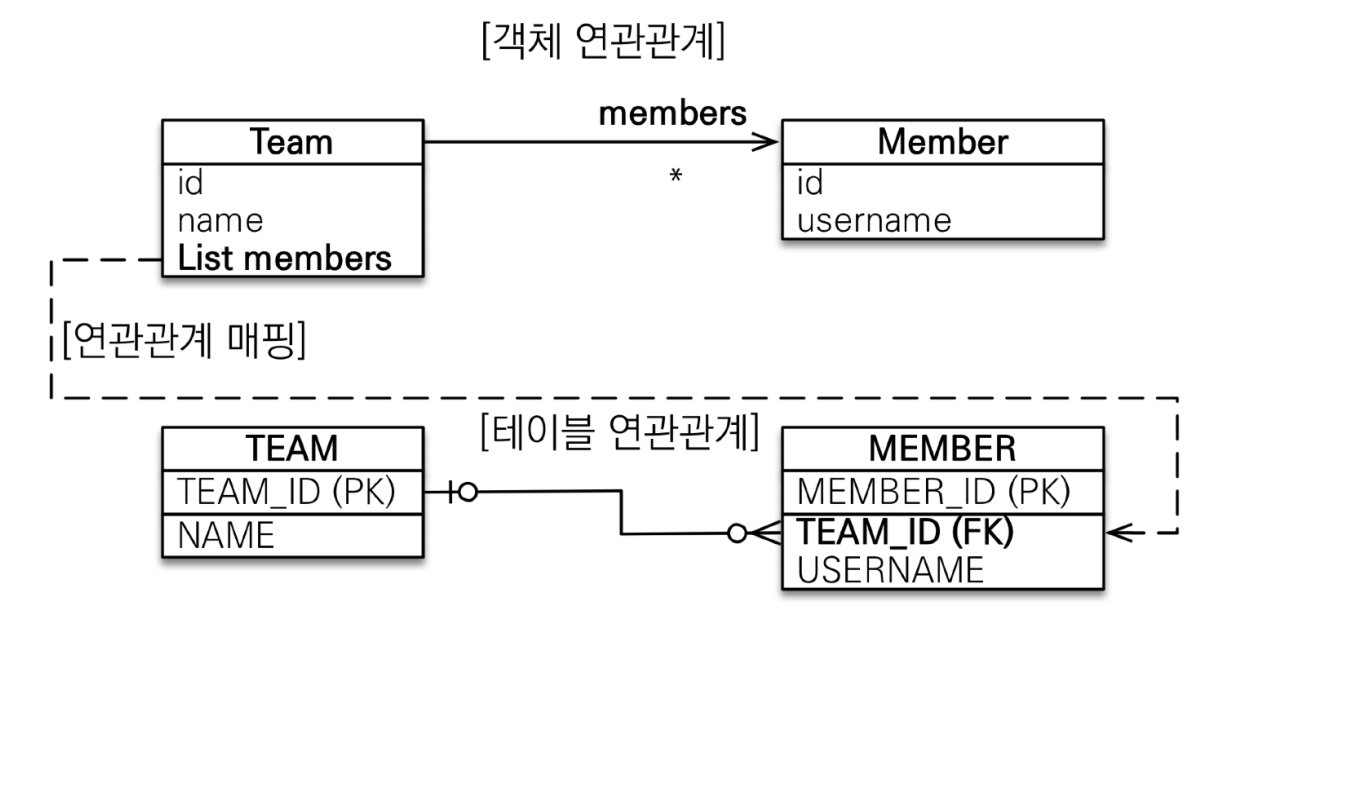 [객체 연관관계]
members
Team
Member
*
id
name
List members
id
username
[연관관계 매핑]
[테이블 연관관계]
TEAM
TEAM_ID (PK)
NAME
MEMBER
MEMBER_ID (PK)
TEAM_ID (FK)
USERNAME